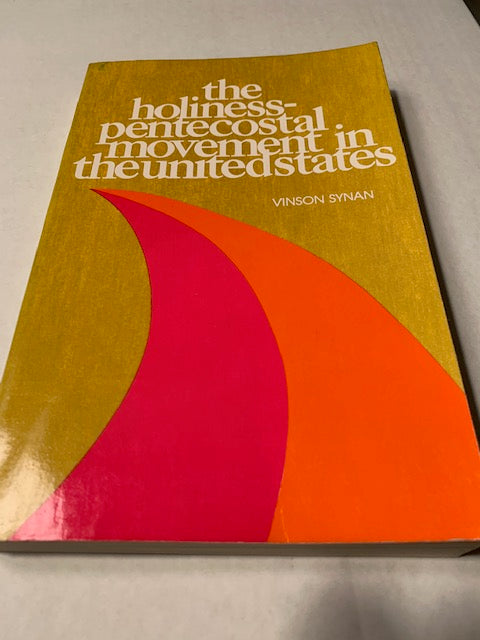 the
holiness-
pentecostal
movement in
theunitedstates
VINSON SYNAN